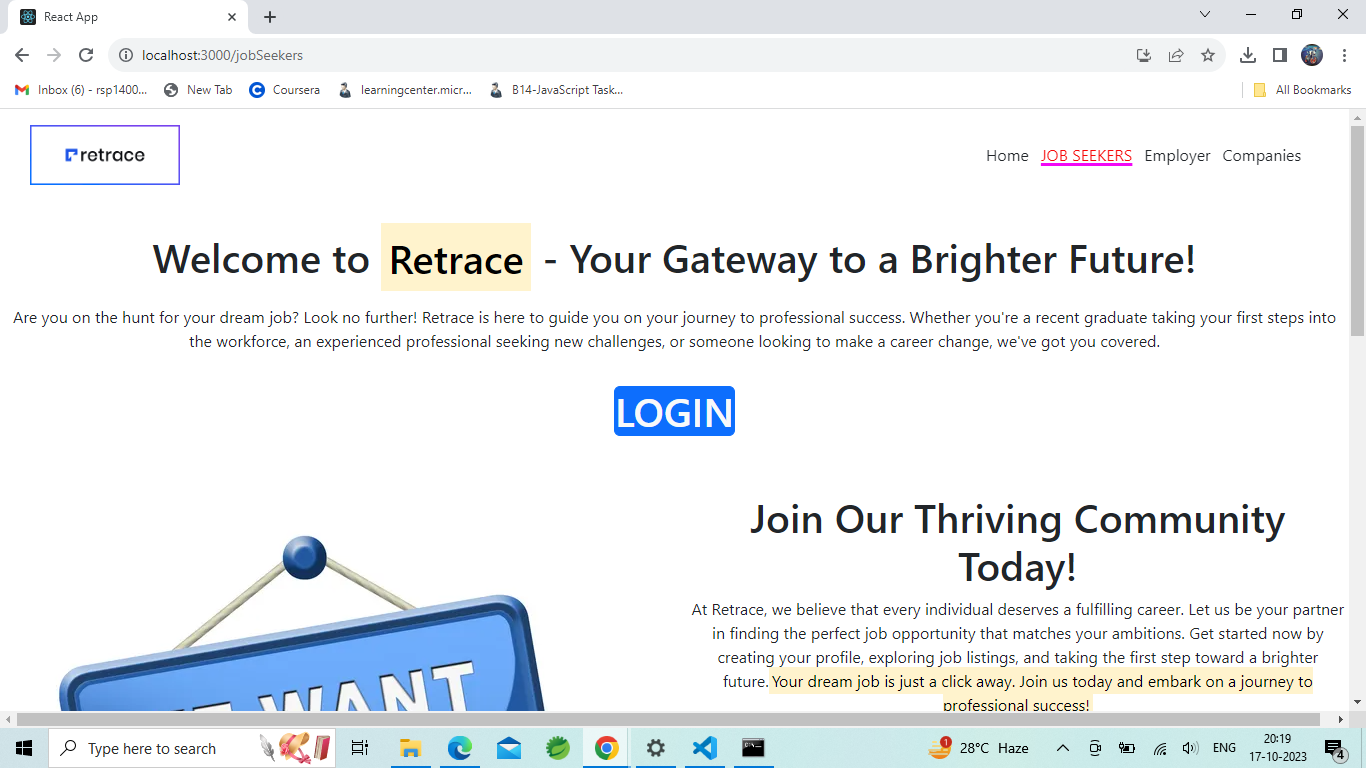 React App
localhost:3000/jobSeekers
Inbox (6) - rsp1400... New Tab Coursera learningcenter.micr... B14-JavaScript Task... All Bookmarks
retrace
Home JOB SEEKERS Employer Companies
Welcome to Retrace - Your Gateway to a Brighter Future!
Are you on the hunt for your dream job? Look no further! Retrace is here to guide you on your journey to professional success. Whether you're a recent graduate taking your first steps into
the workforce, an experienced professional seeking new challenges, or someone looking to make a career change, we've got you covered.
LOGIN
Join Our Thriving Community
Today!
At Retrace, we believe that every individual deserves a fulfilling career. Let us be your partner
in finding the perfect job opportunity that matches your ambitions. Get started now by
creating your profile, exploring job listings, and taking the first step toward a brighter
future. Your dream job is just a click away. Join us today and embark on a journey to
professional success!
WANT
Type here to search
1
28°C Haze
ENG
20:19
17-10-2023
4